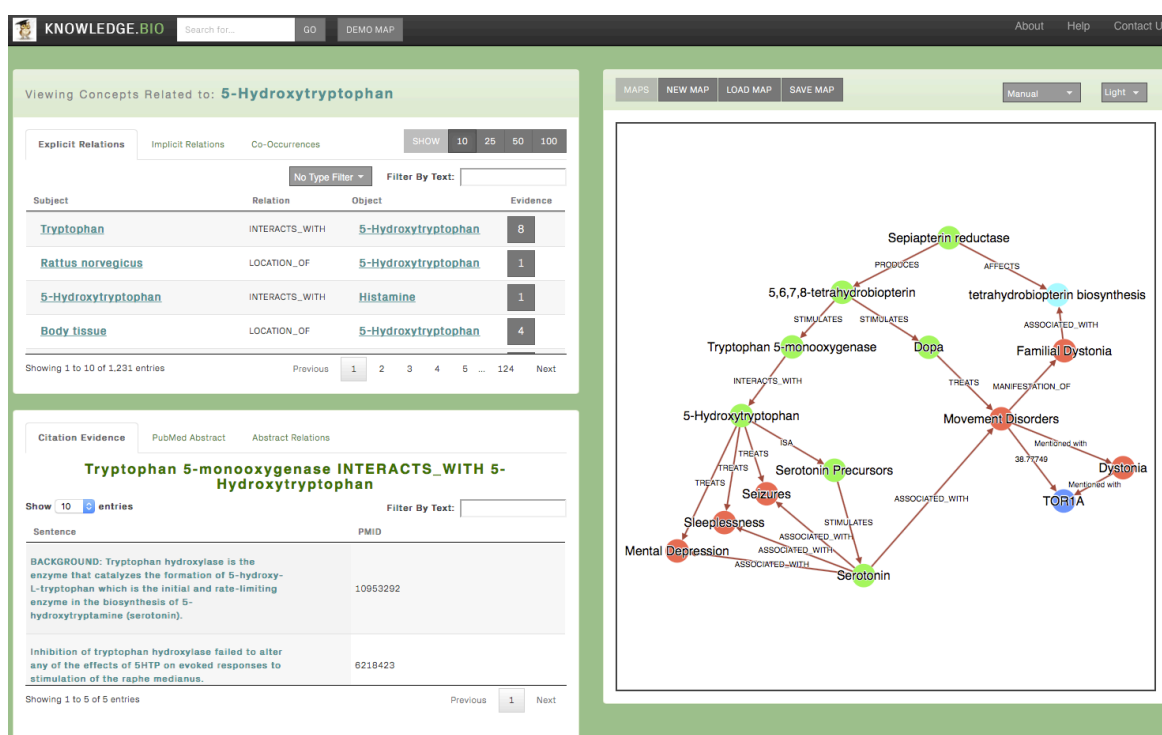 KNOWLEDGE.BIO
Search for...
GO
DEMO MAP
About
Help
Contact U
Viewing Concepts Related to: 5-Hydroxytryptophan
Explicit Relations
Implicit Relations
Co-Occurrences
SHOW 10 25 50 100
No Type Filter
Filter By Text:
Subject Relation Object Evidence
Tryptophan INTERACTS_WITH 5-Hydroxytryptophan 8
Rattus norvegicus LOCATION_OF 5-Hydroxytryptophan 1
5-Hydroxytryptophan INTERACTS_WITH Histamine 1
Body tissue LOCATION_OF 5-Hydroxytryptophan 4
Showing 1 to 10 of 1,231 entries
Previous 1 2 3 4 5 ... 124 Next
Citation Evidence
PubMed Abstract
Abstract Relations
Tryptophan 5-monooxygenase INTERACTS_WITH 5-
Hydroxytryptophan
Show 10 entries
Filter By Text:
Sentence PMID
BACKGROUND: Tryptophan hydroxylase is the
enzyme that catalyzes the formation of 5-hydroxy-
L-tryptophan which is the initial and rate-limiting
enzyme in the biosynthesis of 5-
hydroxytryptamine (serotonin).
10953292
Inhibition of tryptophan hydroxylase failed to alter
any of the effects of 5HTP on evoked responses to
stimulation of the raphe medianus.
6218423
Showing 1 to 5 of 5 entries
Previous 1 Next
MAPS
NEW MAP
LOAD MAP
SAVE MAP
Manual
Light
Sepiapterin reductase
PRODUCES
AFFECTS
5,6,7,8-tetrahydrobiopterin
tetrahydrobiopterin biosynthesis
STIMULATES
STIMULATES
ASSOCIATED_WITH
Tryptophan 5-monooxygenase
Dopa
Familial Dystonia
INTERACTS_WITH
TREATS
MANIFESTATION_OF
5-Hydroxytryptophan
Movement Disorders
ISA
Mentioned with
TREATS
38.77749
TREATS
Serotonin Precursors
Dystonia
TREATS
Mentioned with
Seizures
ASSOCIATED_WITH
TOR1A
Sleeplessness
STIMULATES
ASSOCIATED_WITH
Mental Depression
ASSOCIATED_WITH
ASSOCIATED_WITH
Serotonin